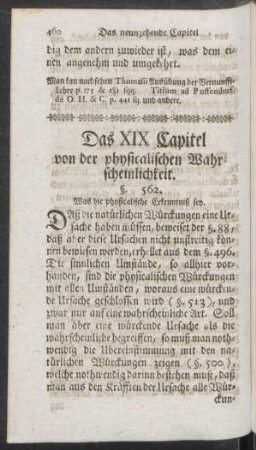 460 Das neunzehende Capitel
dig dem andern zuwieder ist, was dem ei-
nen angenehm und umgekehrt.
Man kan nachsehen Thomasii Ausübung der Vernunfft-
Lehre p. 175 & 181 sqq. Titium ad Puffendorf.
de O. H. & C. p. 441 sq und andere.
Das XIX Capitel
von der physicalischen Wahr-
scheinlichkeit.
§. 562.
Was die physicalische Erkenntniß sey.
Daß die natürlichen Würckungen eine Ur-
sache haben müssen, beweiset der §. 88,
daß aber diese Ursachen nicht unstreitig kön-
nen bewiesen werden, erhellet aus dem §. 496.
Die sinnlichen Umstände, so allhier vor-
handen, sind die physicalischen Würckungen
mit allen Umständen, woraus eine würcken-
de Ursache geschlossen wird (§. 513), und
zwar nur auf eine wahrscheinliche Art. Soll
man aber eine würckende Ursache als die
wahrscheinliche begreiffen, so muß man noth-
wendig die Übereinstimmung mit den na-
türlichen Würckungen zeigen (§. 500),
welche nothwendig darinn bestehen muß, daß
man aus den Kräfften der Ursache alle Wür-
ckun-